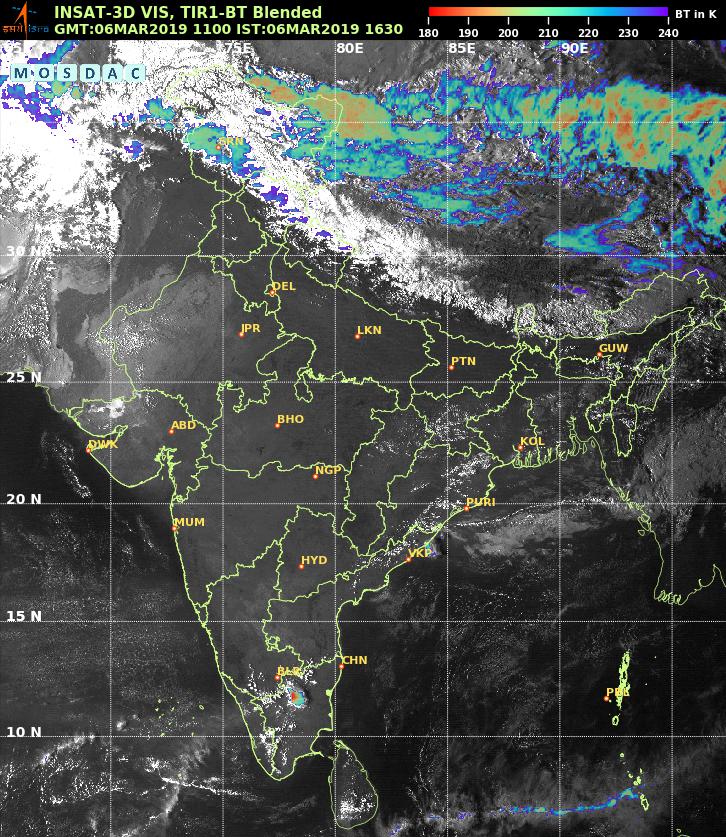 INSAT-3D VIS, TIR1-BT Blended
GMT:06MAR2019 1100 IST:06MAR2019 1630
180 190 200 210 220 230 240 BT in K
75E 80E 85E 90E
MOSDAC
SRN
30 N
DEL
JPR LKN
GUW
PTN
25 N
ABD BHO
DWK KOL
NGP
20 N
PURI
MUM
VKP
HYD
15 N
CHN
BLR
PBL
10 N